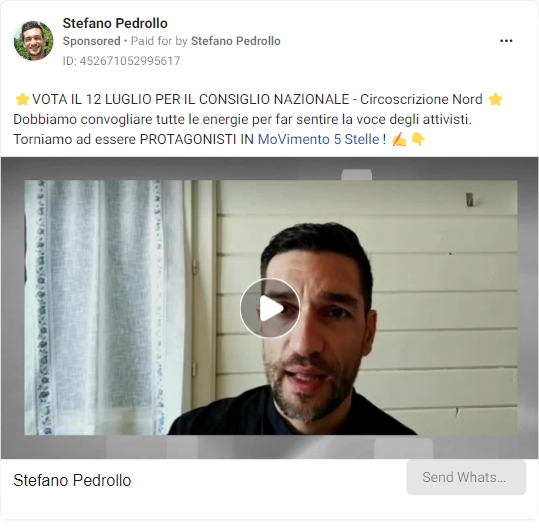 Stefano Pedrollo
Sponsored • Paid for by Stefano Pedrollo
ID: 452671052995617
⭐VOTA IL 12 LUGLIO PER IL CONSIGLIO NAZIONALE - Circoscrizione Nord ⭐
Dobbiamo convogliare tutte le energie per far sentire la voce degli attivisti.
Torniamo ad essere PROTAGONISTI IN MoVimento 5 Stelle ! ✍️👇
Stefano Pedrollo
Send Whats...